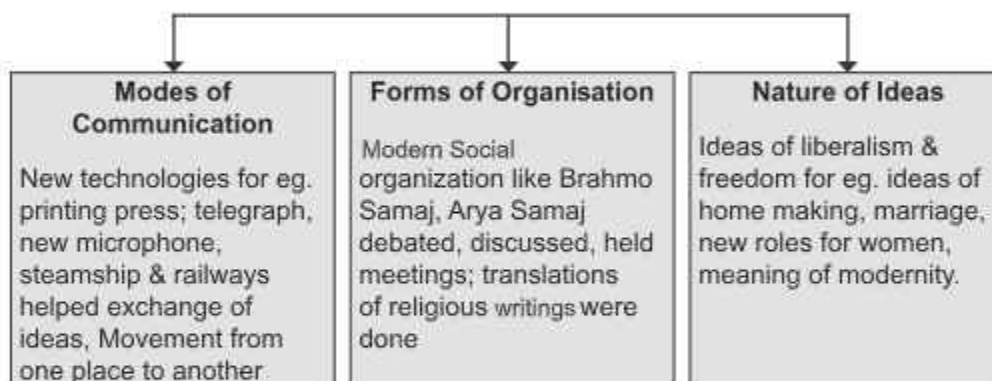 Modes of
Communication
New technologies for eg.
printing press; telegraph,
new microphone,
steamship & railways
helped exchange of
ideas, Movement from
one place to another
Forms of Organisation
Modern Social
organization like Brahmo
Samaj, Arya Samaj
debated, discussed, held
meetings; translations
of religious writings were
done
Nature of Ideas
Ideas of liberalism &
freedom for eg. ideas of
home making, marriage,
new roles for women,
meaning of modernity.